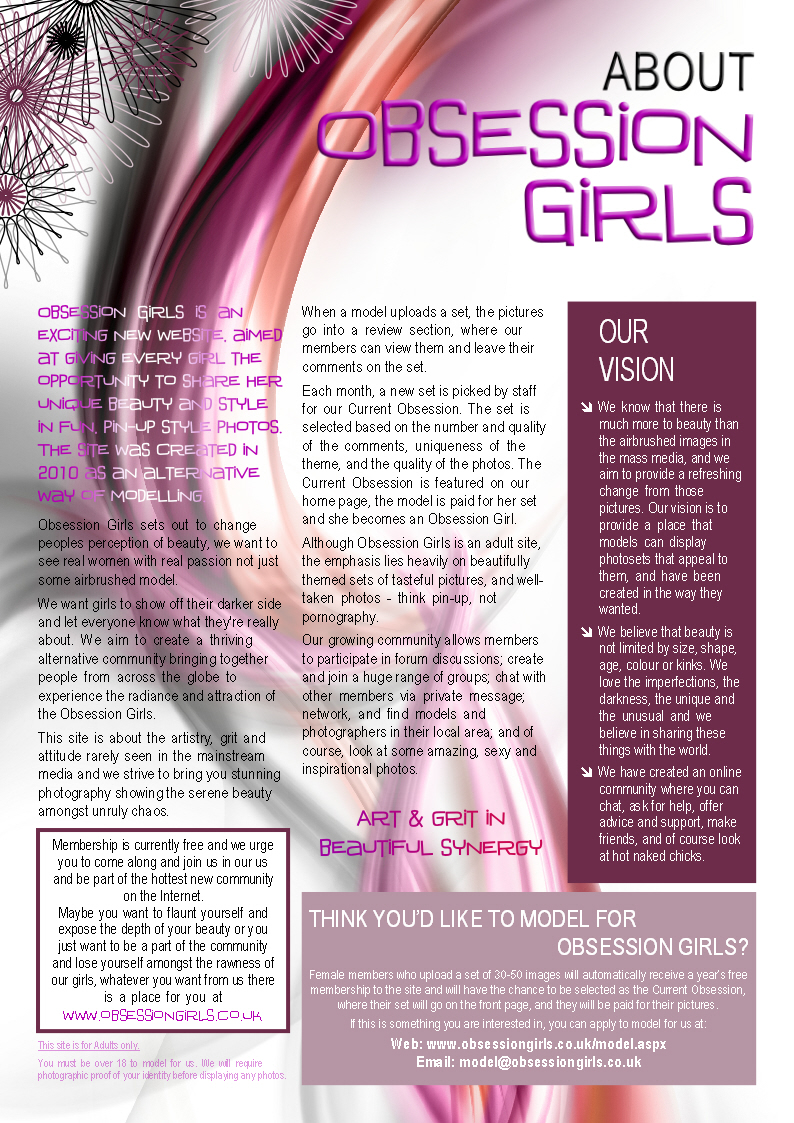 ABOUT
OBSESSION
GIRLS
OBSESSION GIRLS IS AN
EXCITING NEW WEBSITE, AIMED
AT GIVING EVERY GIRL THE
OPPORTUNITY TO SHARE HER
UNIQUE BEAUTY AND STYLE
IN FUN, PIN-UP STYLE PHOTOS.
THE SITE WAS CREATED IN
2010 AS AN ALTERNATIVE
WAY OF MODELLING.
Obsession Girls sets out to change
peoples perception of beauty, we want to
see real women with real passion not just
some airbrushed model.
We want girls to show off their darker side
and let everyone know what they're really
about. We aim to create a thriving
alternative community bringing together
people from across the globe to
experience the radiance and attraction of
the Obsession Girls.
This site is about the artistry, grit and
attitude rarely seen in the mainstream
media and we strive to bring you stunning
photography showing the serene beauty
amongst unruly chaos.
Membership is currently free and we urge
you to come along and join us in our us
and be part of the hottest new community
on the Internet.
Maybe you want to flaunt yourself and
expose the depth of your beauty or you
just want to be a part of the community
and lose yourself amongst the rawness of
our girls, whatever you want from us there
is a place for you at
WWW.OBSESSIONGIRLS.CO.UK
This site is for Adults only.
You must be over 18 to model for us. We will require
photographic proof of your identity before displaying any photos.
When a model uploads a set, the pictures
go into a review section, where our
members can view them and leave their
comments on the set.
Each month, a new set is picked by staff
for our Current Obsession. The set is
selected based on the number and quality
of the comments, uniqueness of the
theme, and the quality of the photos. The
Current Obsession is featured on our
home page, the model is paid for her set
and she becomes an Obsession Girl.
Although Obsession Girls is an adult site,
the emphasis lies heavily on beautifully
themed sets of tasteful pictures, and well-
taken photos - think pin-up, not
pornography.
Our growing community allows members
to participate in forum discussions; create
and join a huge range of groups; chat with
other members via private message;
network, and find models and
photographers in their local area; and of
course, look at some amazing, sexy and
inspirational photos.
ART & GRIT IN
BEAUTIFUL SYNERGY
OUR
VISION
We know that there is
much more to beauty than
the airbrushed images in
the mass media, and we
aim to provide a refreshing
change from those
pictures. Our vision is to
provide a place that
models can display
photosets that appeal to
them, and have been
created in the way they
wanted.
We believe that beauty is
not limited by size, shape,
age, colour or kinks. We
love the imperfections, the
darkness, the unique and
the unusual and we
believe in sharing these
things with the world.
We have created an online
community where you can
chat, ask for help, offer
advice and support, make
friends, and of course look
at hot naked chicks.
THINK YOU'D LIKE TO MODEL FOR
OBSESSION GIRLS?
Female members who upload a set of 30-50 images will automatically receive a year's free
membership to the site and will have the chance to be selected as the Current Obsession,
where their set will go on the front page, and they will be paid for their pictures.
If this is something you are interested in, you can apply to model for us at:
Web: www.obsessiongirls.co.uk/model.aspx
Email: model@obsessiongirls.co.uk